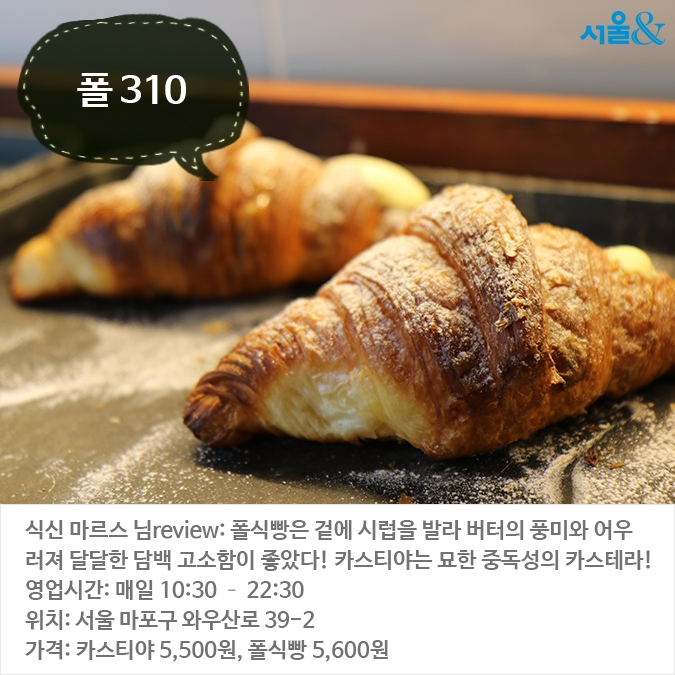 서울&
폴 310
식신 마르스 님review: 폴식빵은 겉에 시럽을 발라 버터의 풍미와 어우
러져 달달한 담백 고소함이 좋았다! 카스티야는 묘한 중독성의 카스테라!
영업시간: 매일 10:30 - 22:30
위치: 서울 마포구 와우산로 39-2
가격: 카스티야 5,500원, 폴식빵 5,600원